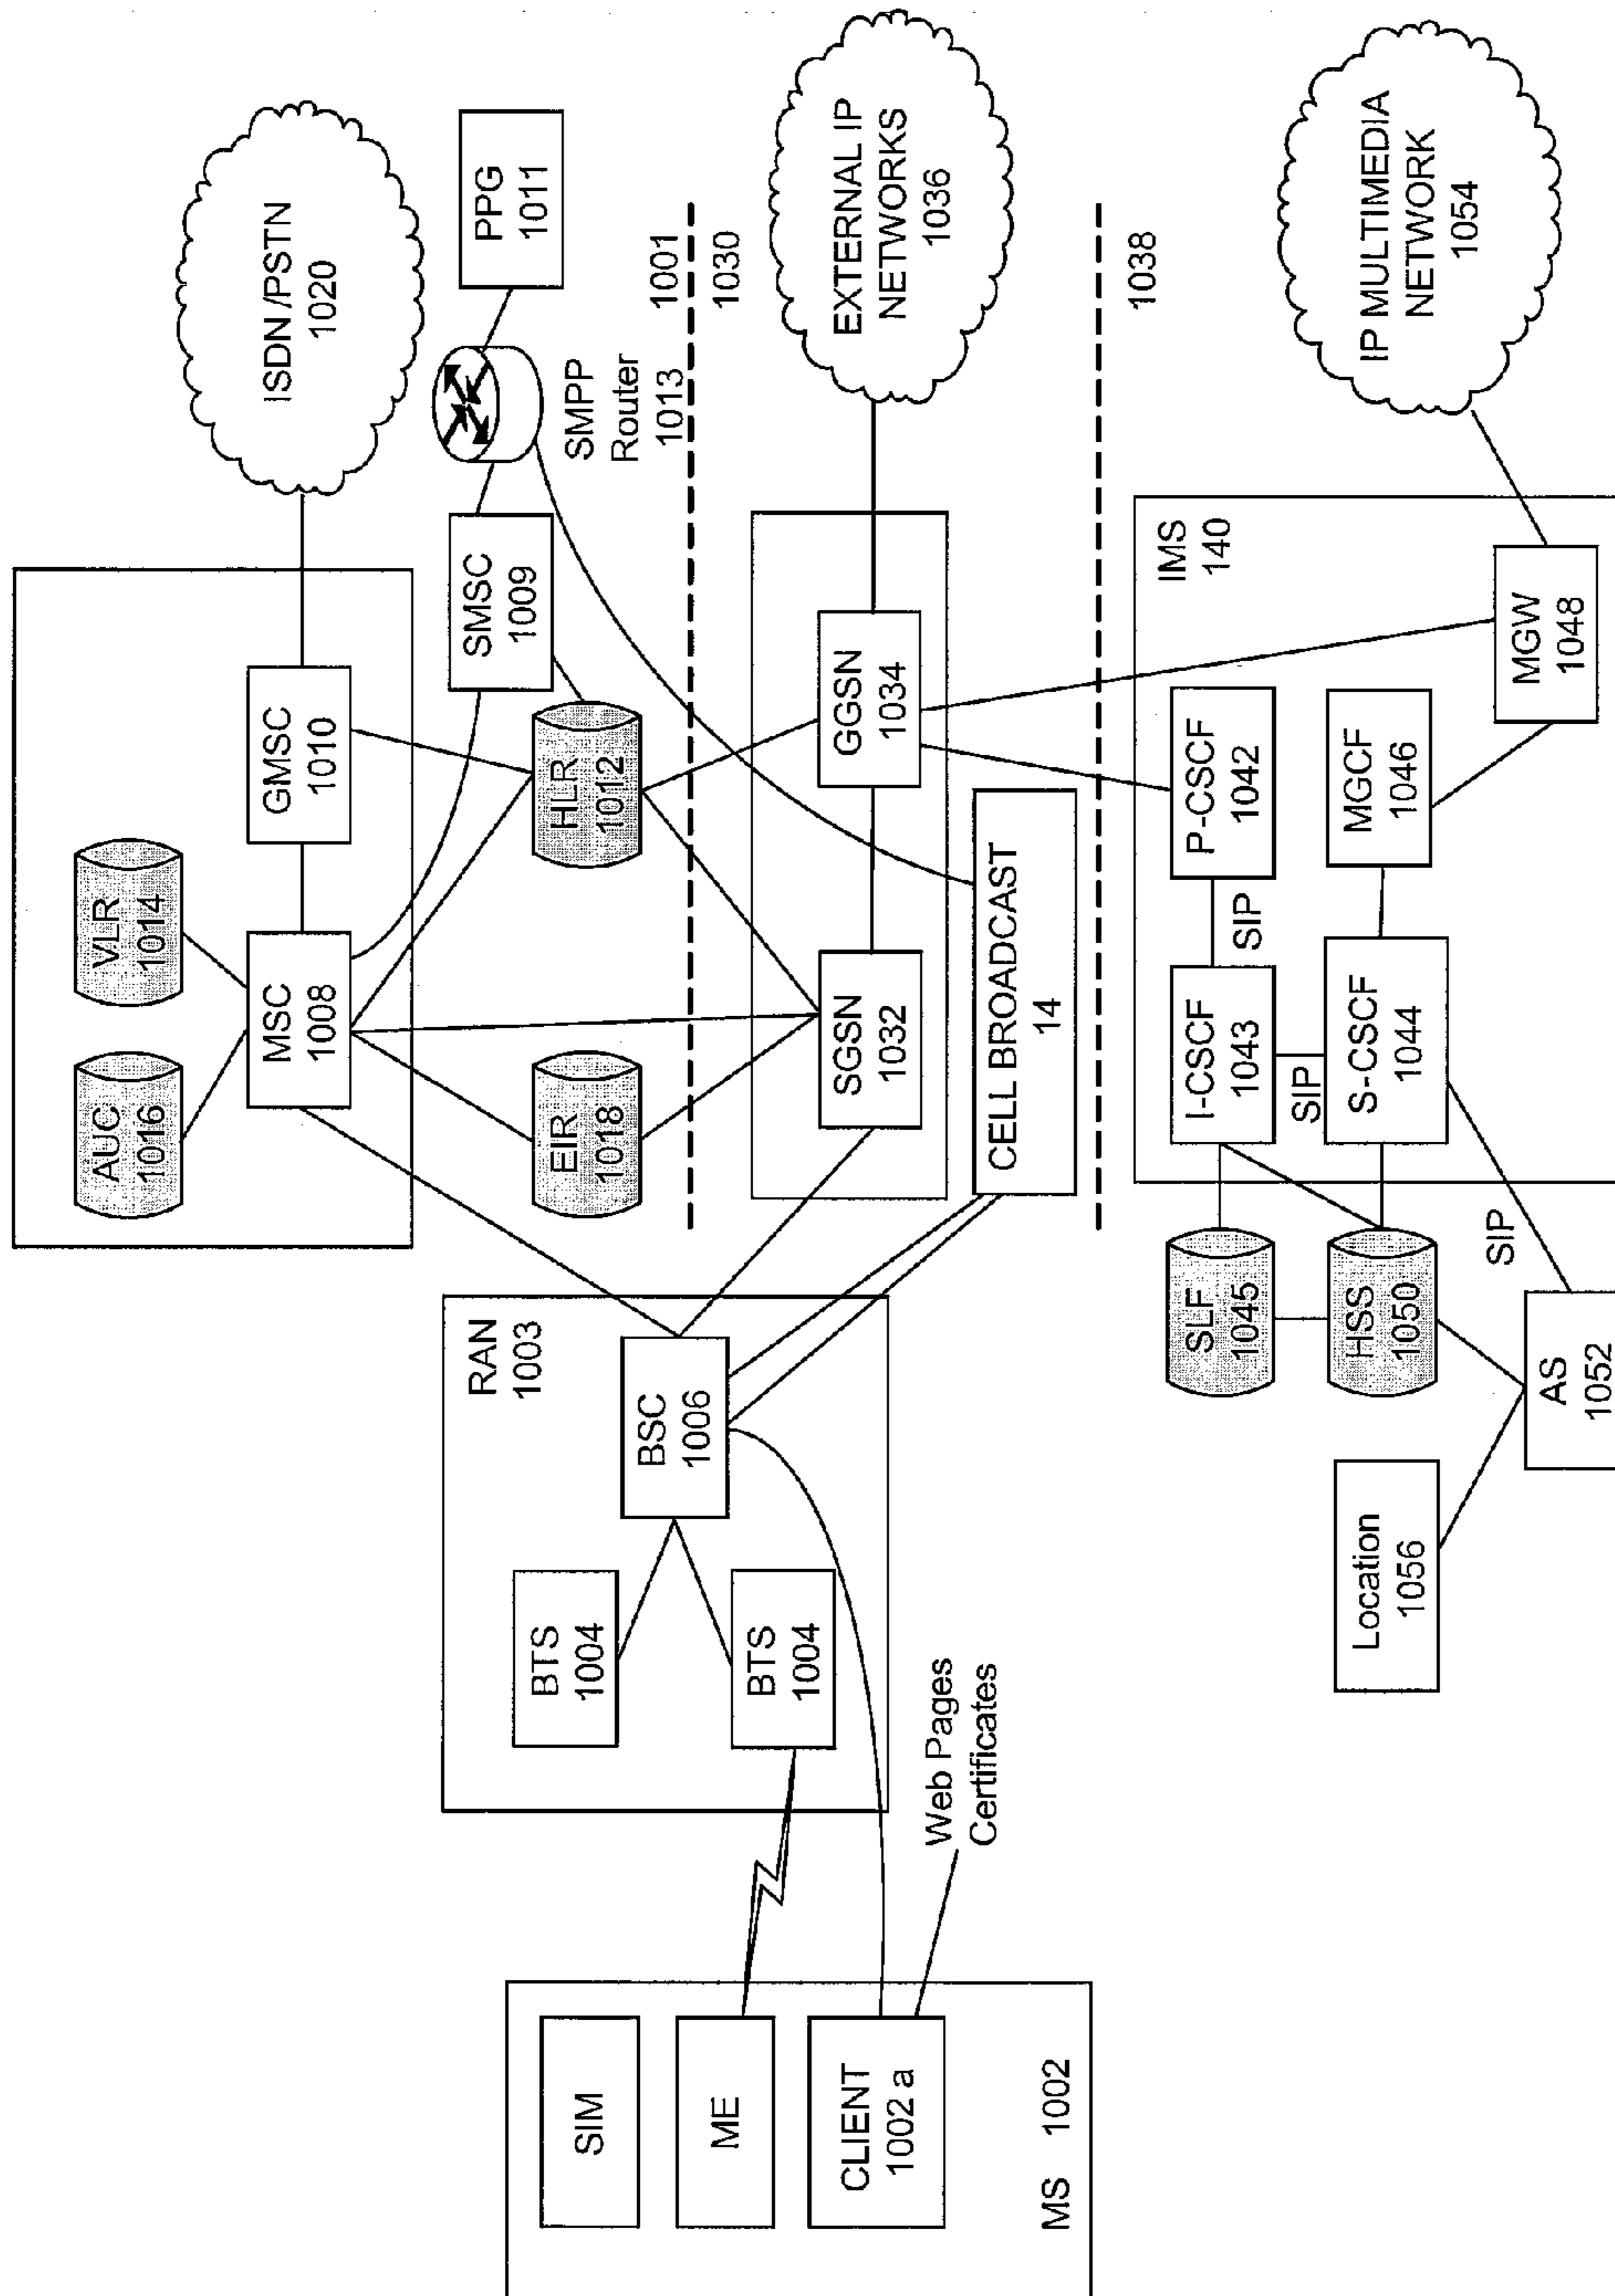 SIM
ME
CLIENT
1002 a
MS 1002
Web Pages
Certificates
RAN
1003
BTS
1004
BTS
1004
BSC
1006
AUC
1016
VLR
1014
MSC
1008
GMSC
1010
ISDN /PSTN
1020
EIR
1018
HLR
1012
SMSC
1009
SMPP
Router
1013
PPG
1011
1001
1030
SGSN
1032
GGSN
1034
EXTERNAL IP
NETWORKS
1036
CELL BROADCAST
14
1038
IMS
140
SLF
1045
I-CSCF
1043
SIP
P-CSCF
1042
SIP
HSS
1050
S-CSCF
1044
MGCF
1046
MGW
1048
IP MULTIMEDIA
NETWORK
1054
SIP
Location
1056
AS
1052